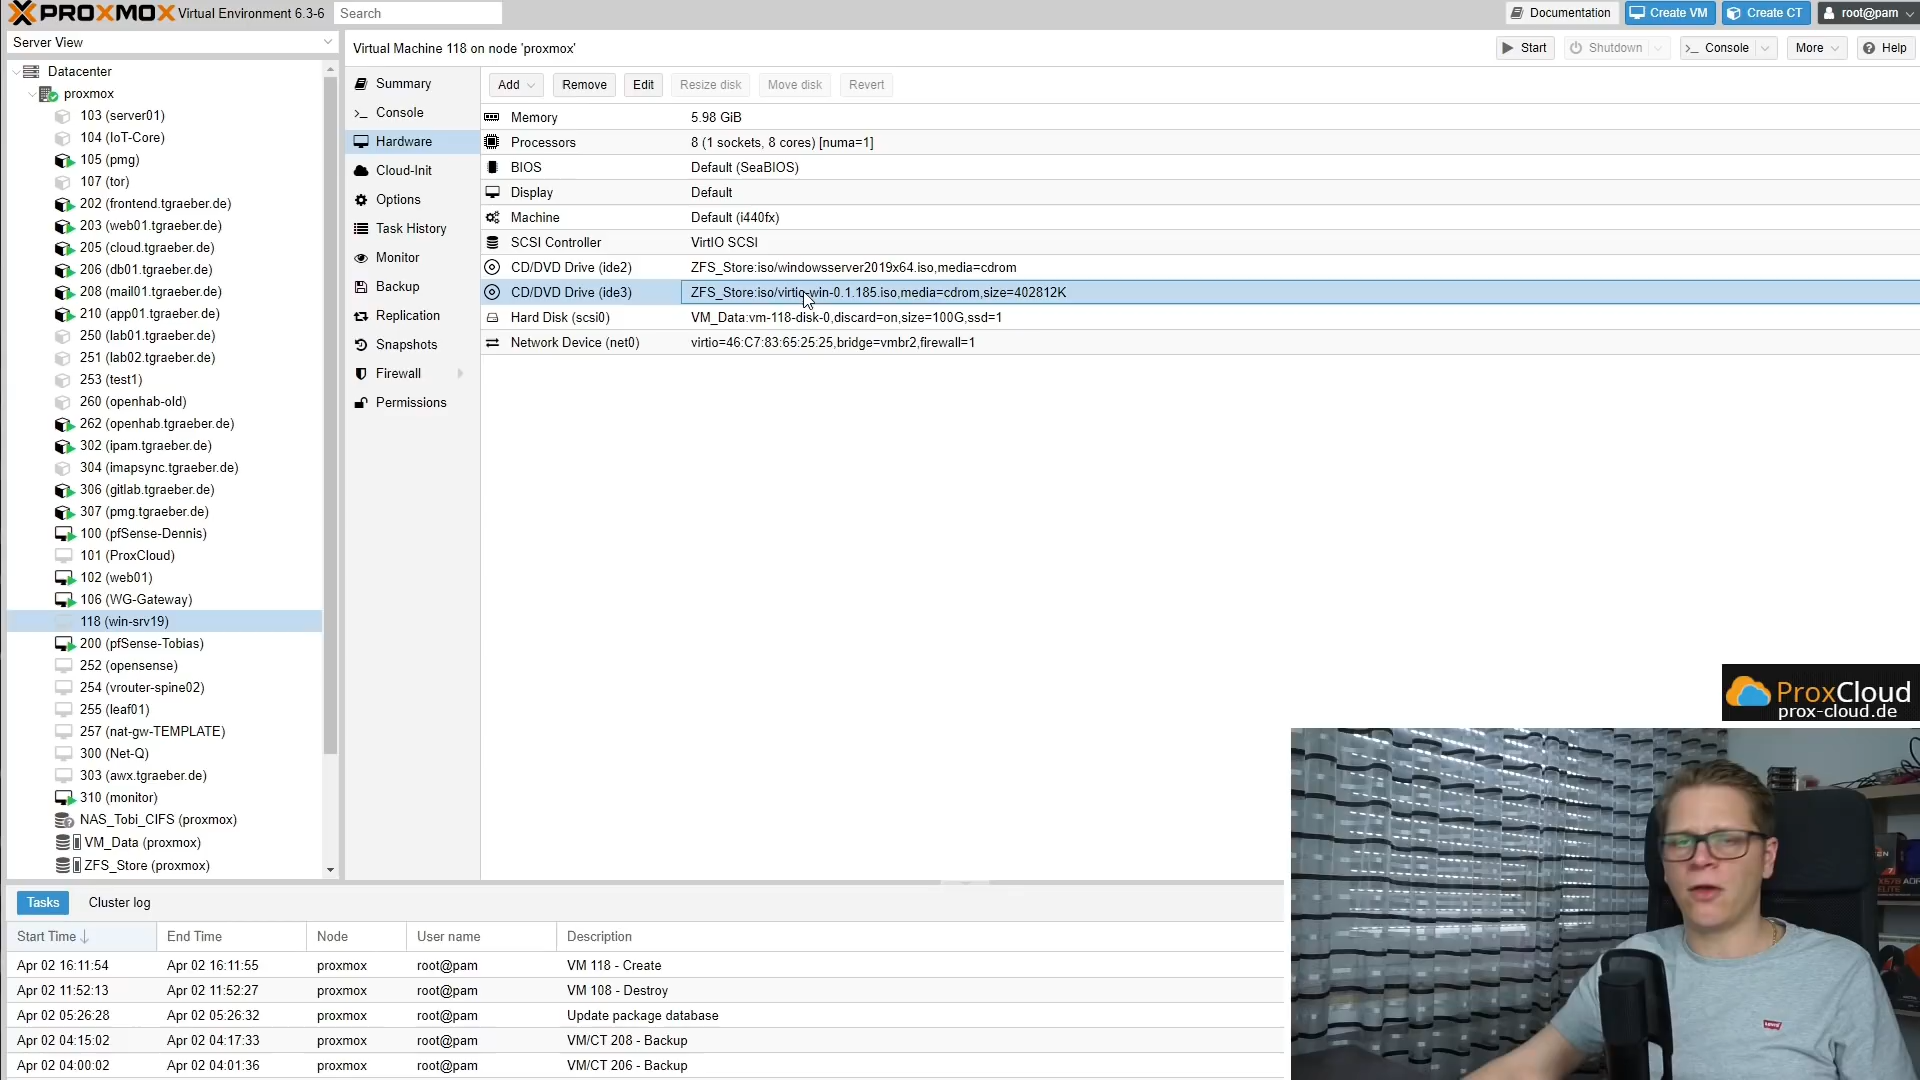 PROXMOX Virtual Environment 6.3-6 Search
Documentation Create VM Create CT root@pam
Server View
Virtual Machine 118 on node 'proxmox'
Start Shutdown Console More Help
Datacenter
proxmox
103 (server01)
104 (IoT-Core)
105 (pmg)
107 (tor)
202 (frontend.tgraeber.de)
203 (web01.tgraeber.de)
205 (cloud.tgraeber.de)
206 (db01.tgraeber.de)
208 (mail01.tgraeber.de)
210 (app01.tgraeber.de)
250 (lab01.tgraeber.de)
251 (lab02.tgraeber.de)
253 (test1)
260 (openhab-old)
262 (openhab.tgraeber.de)
302 (ipam.tgraeber.de)
304 (imapsync.tgraeber.de)
306 (gitlab.tgraeber.de)
307 (pmg.tgraeber.de)
100 (pfSense-Dennis)
101 (ProxCloud)
102 (web01)
106 (WG-Gateway)
118 (win-srv19)
200 (pfSense-Tobias)
252 (opensense)
254 (vrouter-spine02)
255 (leaf01)
257 (nat-gw-TEMPLATE)
300 (Net-Q)
303 (awx.tgraeber.de)
310 (monitor)
NAS_Tobi_CIFS (proxmox)
VM_Data (proxmox)
ZFS_Store (proxmox)
Summary
Console
Hardware
Cloud-Init
Options
Task History
Monitor
Backup
Replication
Snapshots
Firewall
Permissions
Add Remove Edit Resize disk Move disk Revert
Memory 5.98 GiB
Processors 8 (1 sockets, 8 cores) [numa=1]
BIOS Default (SeaBIOS)
Display Default
Machine Default (i440fx)
SCSI Controller VirtIO SCSI
CD/DVD Drive (ide2) ZFS_Store:iso/windowsserver2019x64.iso,media=cdrom
CD/DVD Drive (ide3) ZFS_Store:iso/virtio-win-0.1.185.iso,media=cdrom,size=402812K
Hard Disk (scsi0) VM_Data:vm-118-disk-0,discard=on,size=100G,ssd=1
Network Device (net0) virtio=46:C7:83:65:25:25,bridge=vmbr2,firewall=1
ProxCloud
prox-cloud.de
Tasks Cluster log
Start Time End Time Node User name Description
Apr 02 16:11:54 Apr 02 16:11:55 proxmox root@pam VM 118 - Create
Apr 02 11:52:13 Apr 02 11:52:27 proxmox root@pam VM 108 - Destroy
Apr 02 05:26:28 Apr 02 05:26:32 proxmox root@pam Update package database
Apr 02 04:15:02 Apr 02 04:17:33 proxmox root@pam VM/CT 208 - Backup
Apr 02 04:00:02 Apr 02 04:01:36 proxmox root@pam VM/CT 206 - Backup